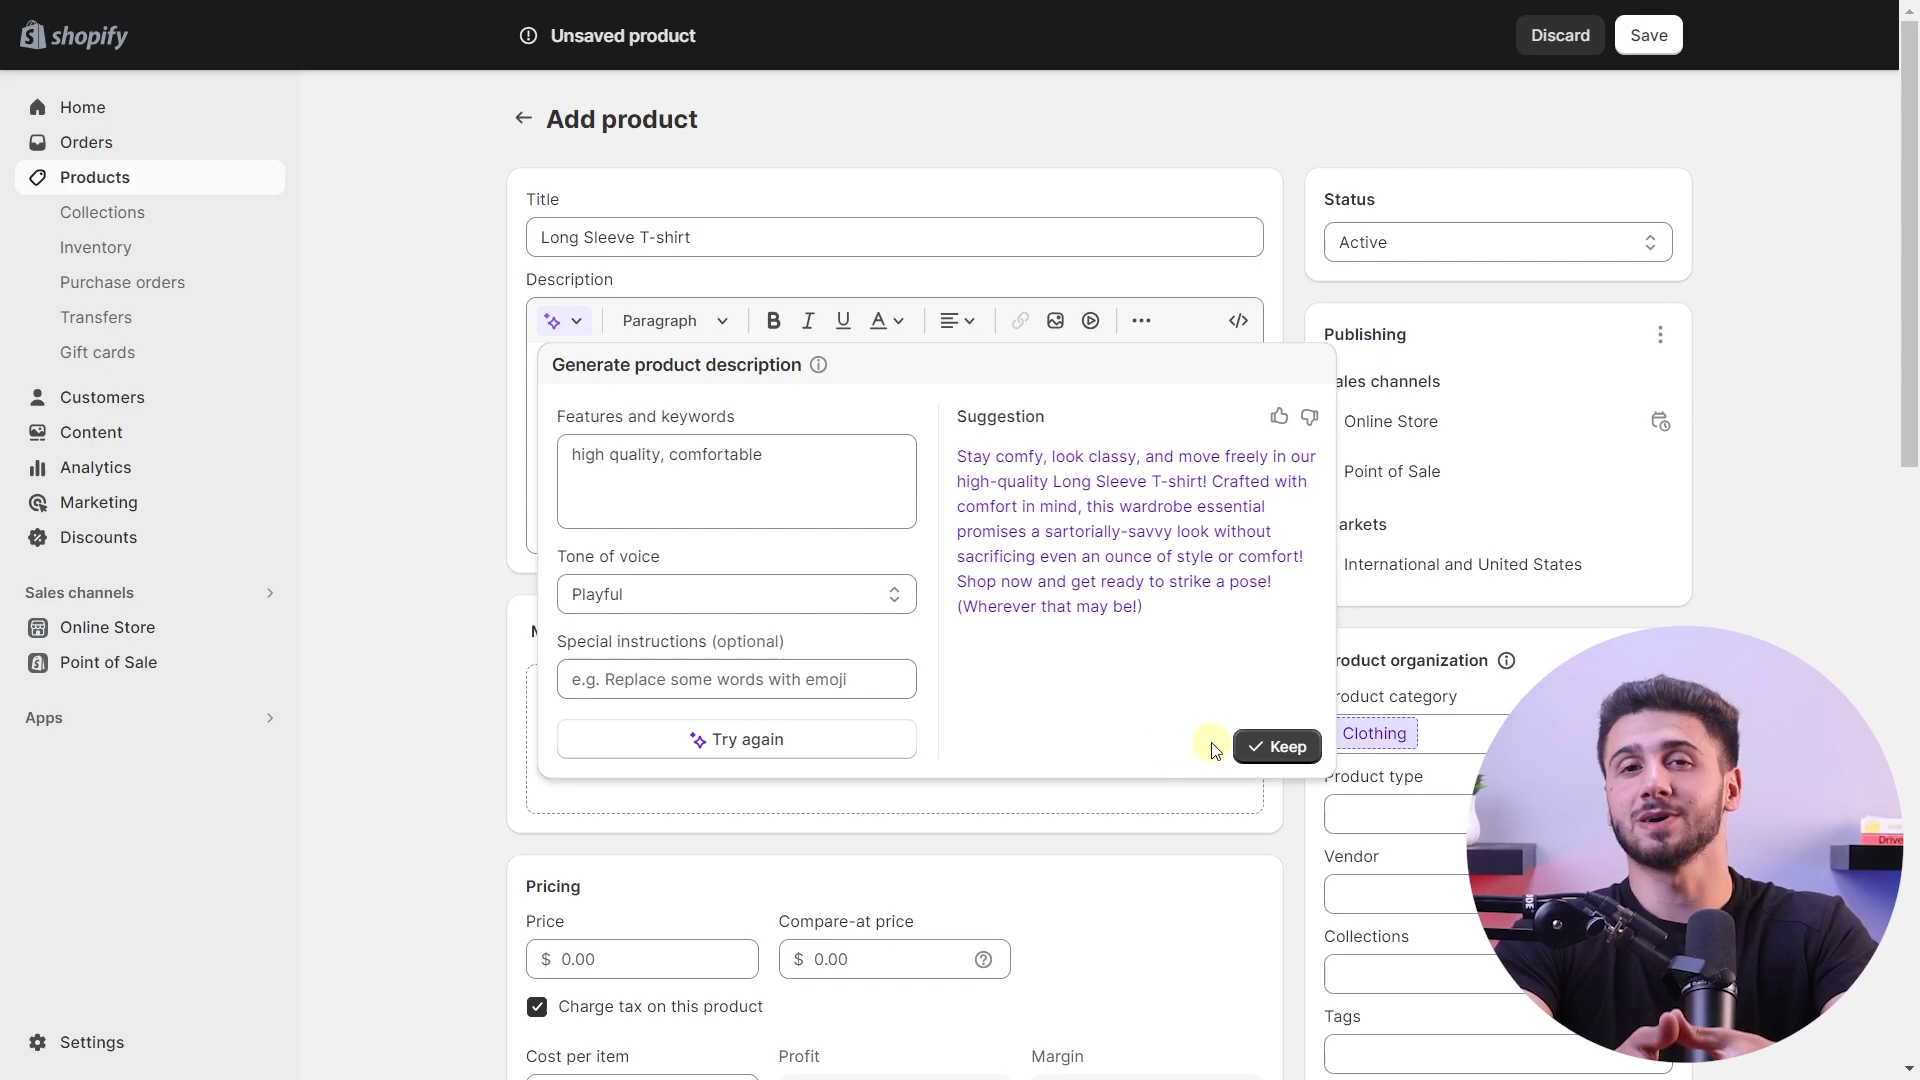 shopify
Unsaved product
Discard
Save
Home
Orders
Products
Collections
Inventory
Purchase orders
Transfers
Gift cards
Customers
Content
Analytics
Marketing
Discounts
Sales channels
Online Store
Point of Sale
Apps
Settings
Add product
Title
Long Sleeve T-shirt
Description
Paragraph
B I U A
Generate product description
Features and keywords
high quality, comfortable
Tone of voice
Playful
Special instructions (optional)
e.g. Replace some words with emoji
Try again
Suggestion
Stay comfy, look classy, and move freely in our
high-quality Long Sleeve T-shirt! Crafted with
comfort in mind, this wardrobe essential
promises a sartorially-savvy look without
sacrificing even an ounce of style or comfort!
Shop now and get ready to strike a pose!
(Wherever that may be!)
Keep
Pricing
Price
$ 0.00
Compare-at price
$ 0.00
Charge tax on this product
Cost per item
Profit
Margin
Status
Active
Publishing
ales channels
Online Store
Point of Sale
arkets
International and United States
roduct organization
roduct category
Clothing
Product type
Vendor
Collections
Tags
Drive